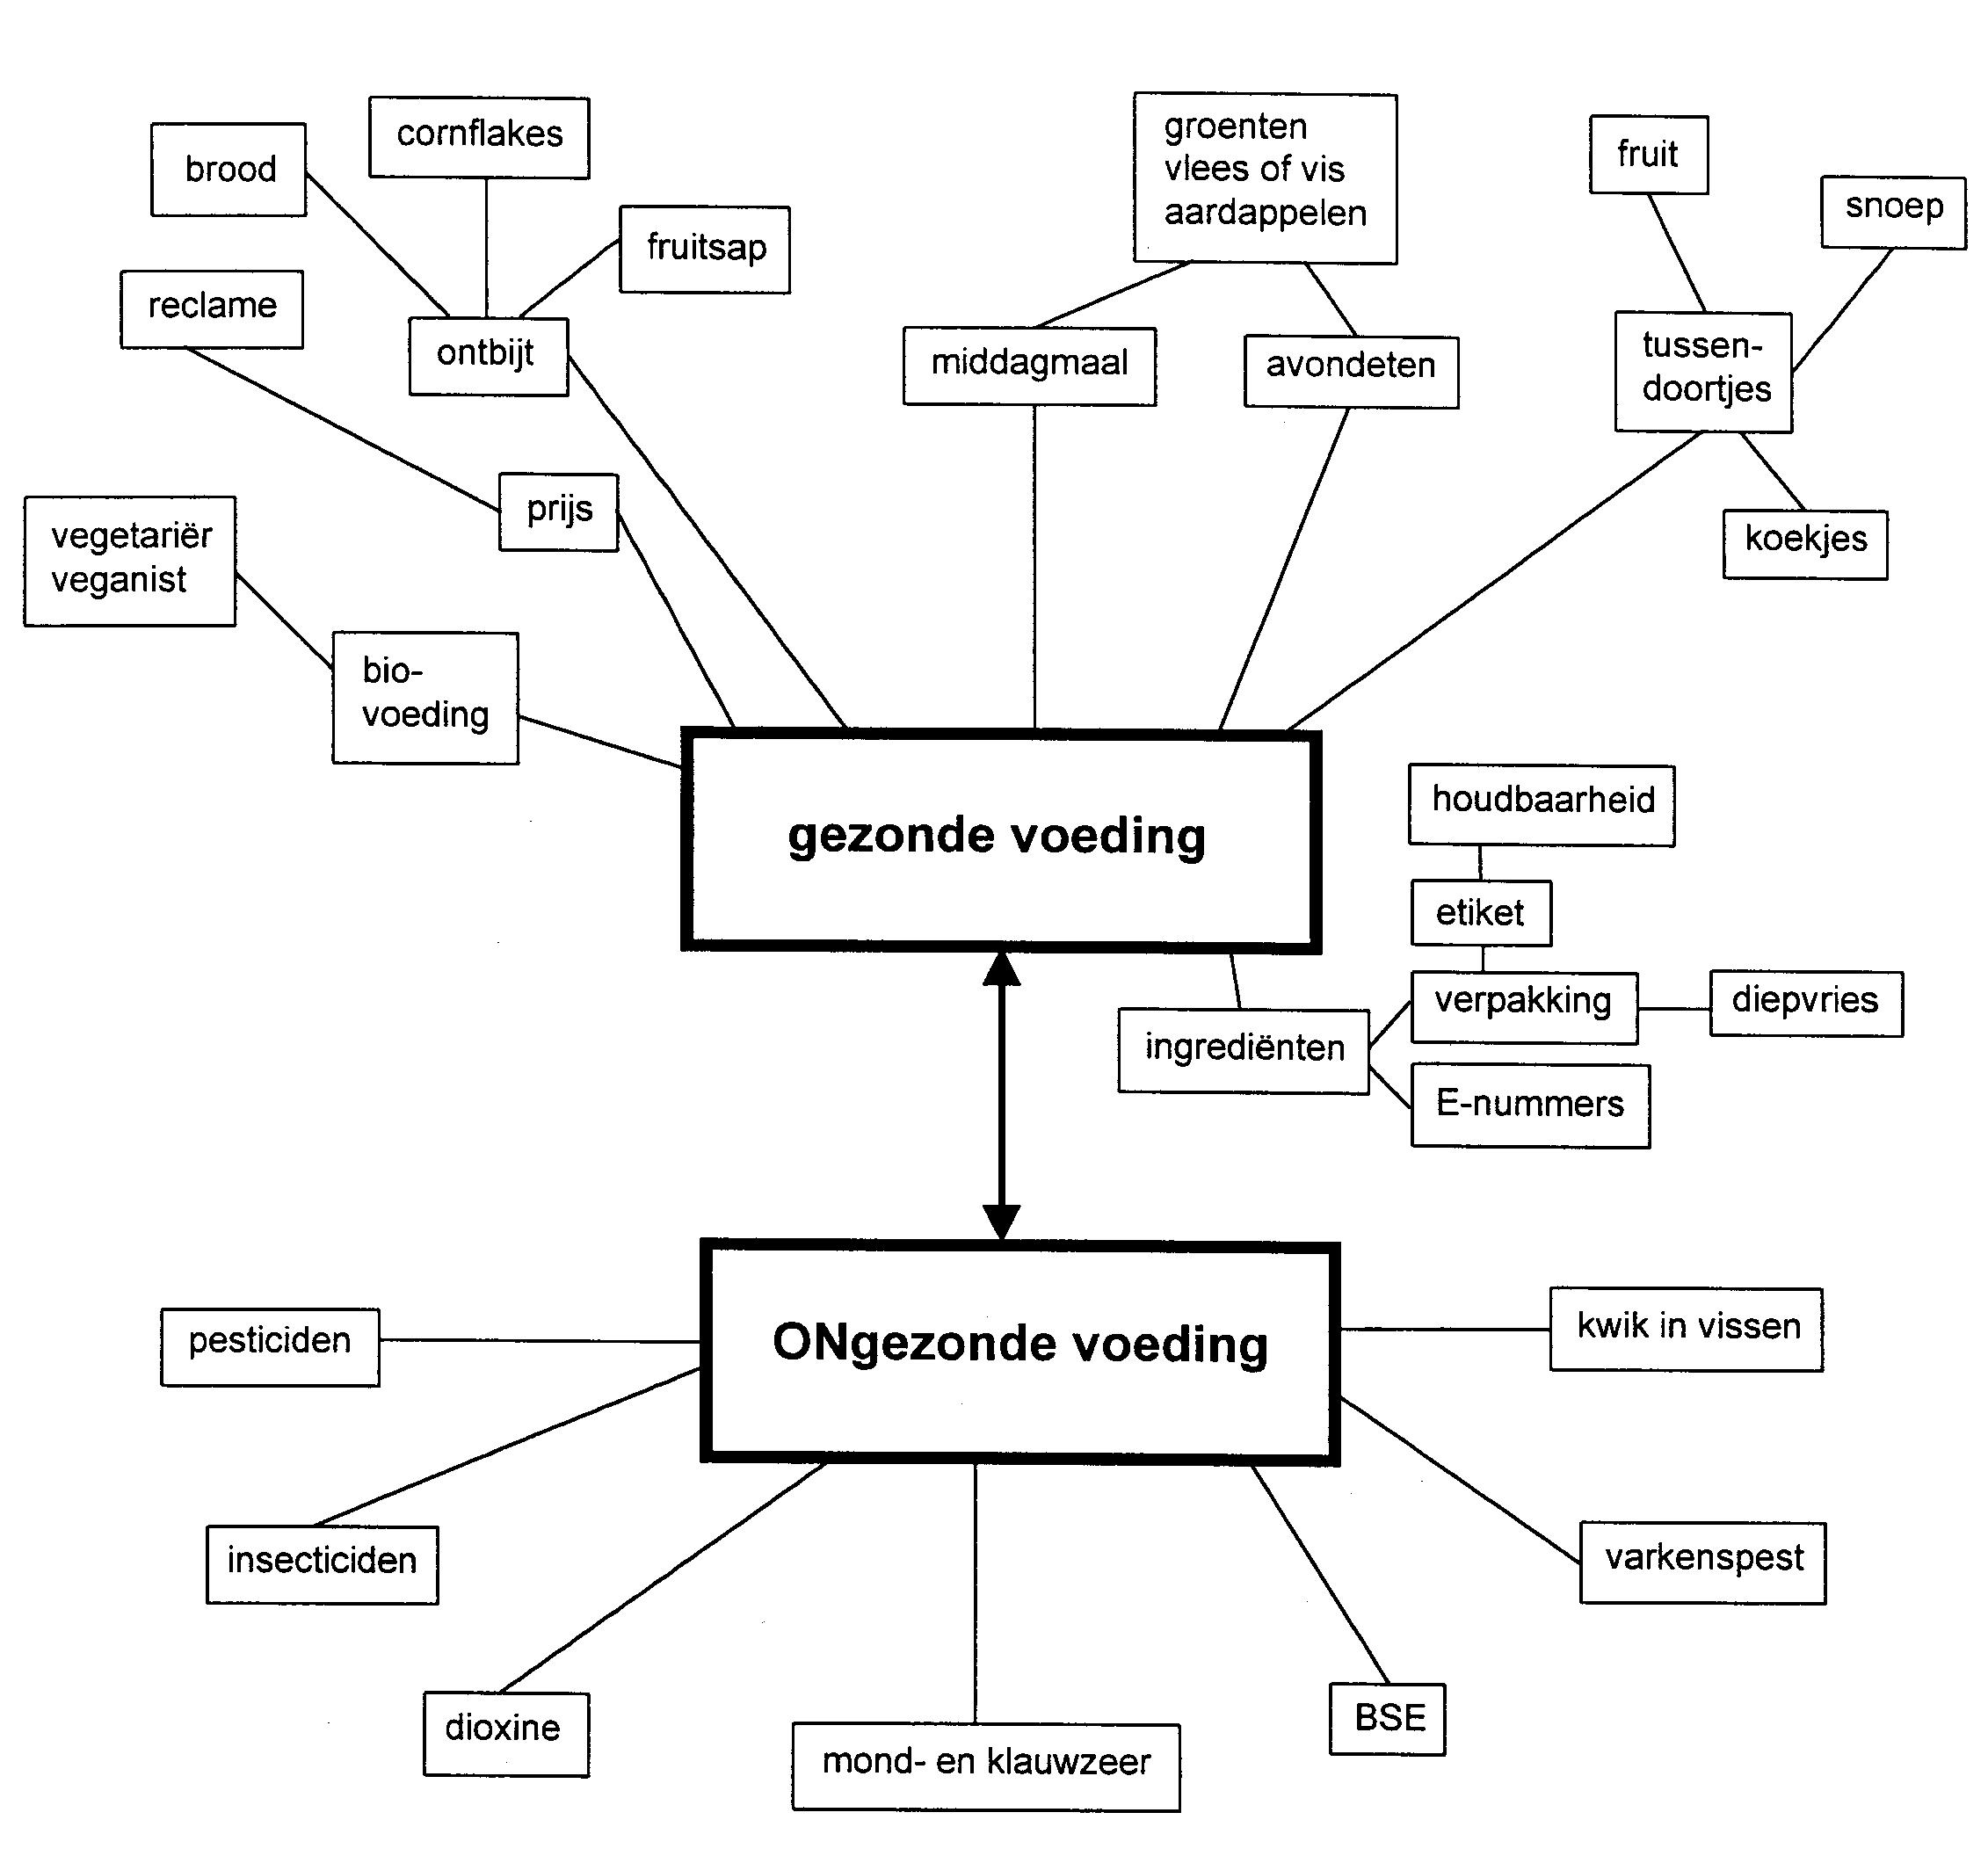 cornflakes
brood
groenten
vlees of vis
aardappelen
fruit
snoep
fruitsap
reclame
ontbijt
middagmaal
avondeten
tussen-
doortjes
prijs
koekjes
vegetariër
veganist
bio-
voeding
gezonde voeding
houdbaarheid
etiket
verpakking
diepvries
ingrediënten
E-nummers
ONgezonde voeding
pesticiden
kwik in vissen
insecticiden
varkenspest
dioxine
mond- en klauwzeer
BSE